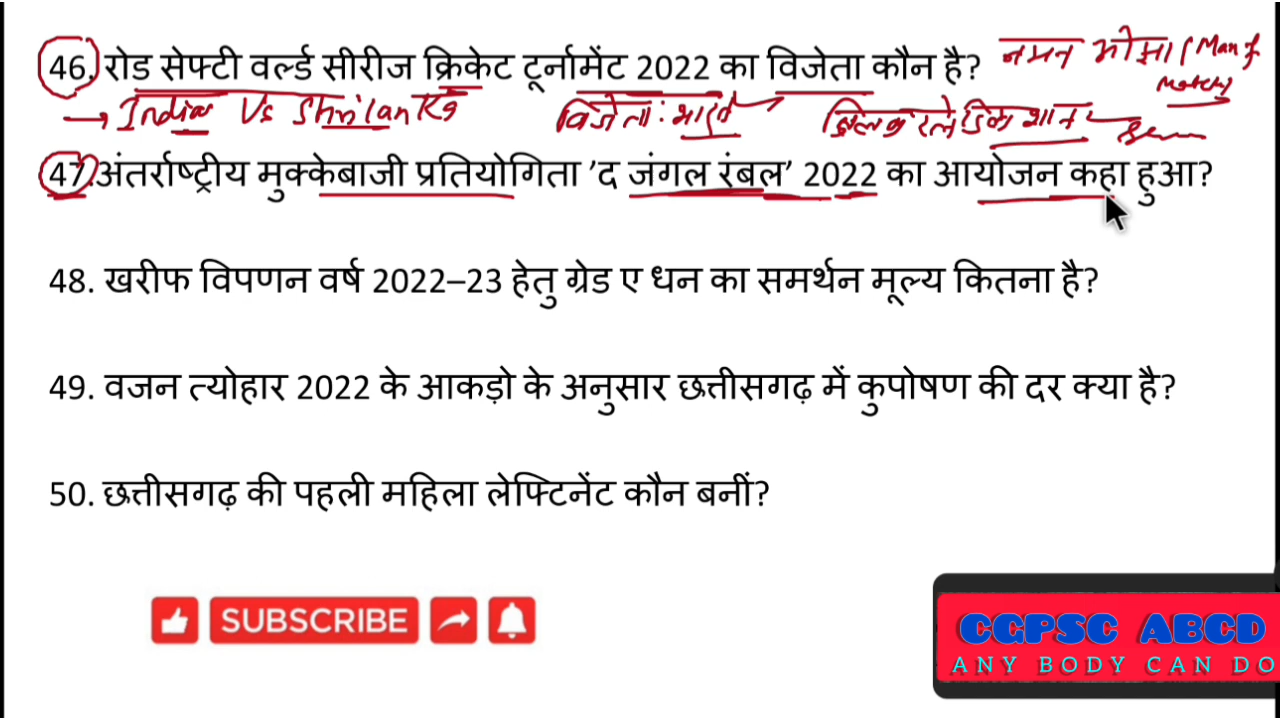 46. रोड सेफ्टी वर्ल्ड सीरीज क्रिकेट टूर्नामेंट 2022 का विजेता कौन है? नमन ओझा (Man of
Match)
→ India Vs Shrilanka विजेता: भारत तिलकरत्ने
47. अंतर्राष्ट्रीय मुक्केबाजी प्रतियोगिता ’द जंगल रंबल’ 2022 का आयोजन कहा हुआ?
48. खरीफ विपणन वर्ष 2022–23 हेतु ग्रेड ए धन का समर्थन मूल्य कितना है?
49. वजन त्योहार 2022 के आकड़ो के अनुसार छत्तीसगढ़ में कुपोषण की दर क्या है?
50. छत्तीसगढ़ की पहली महिला लेफ्टिनेंट कौन बनीं?
SUBSCRIBE
CGPSC ABCD
ANY BODY CAN DO